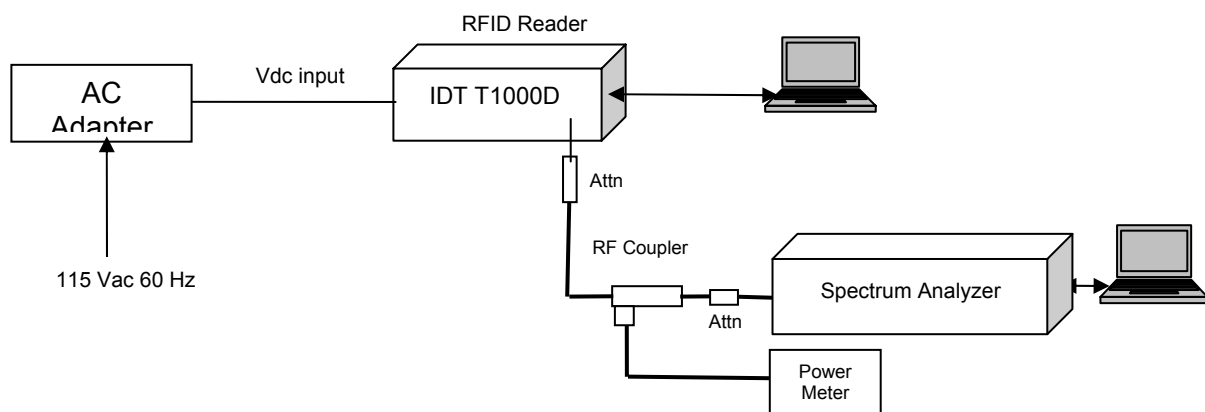 RFID Reader
AC
Adapter
Vdc input
IDT T1000D
Attn
115 Vac 60 Hz
RF Coupler
Attn
Spectrum Analyzer
Power
Meter